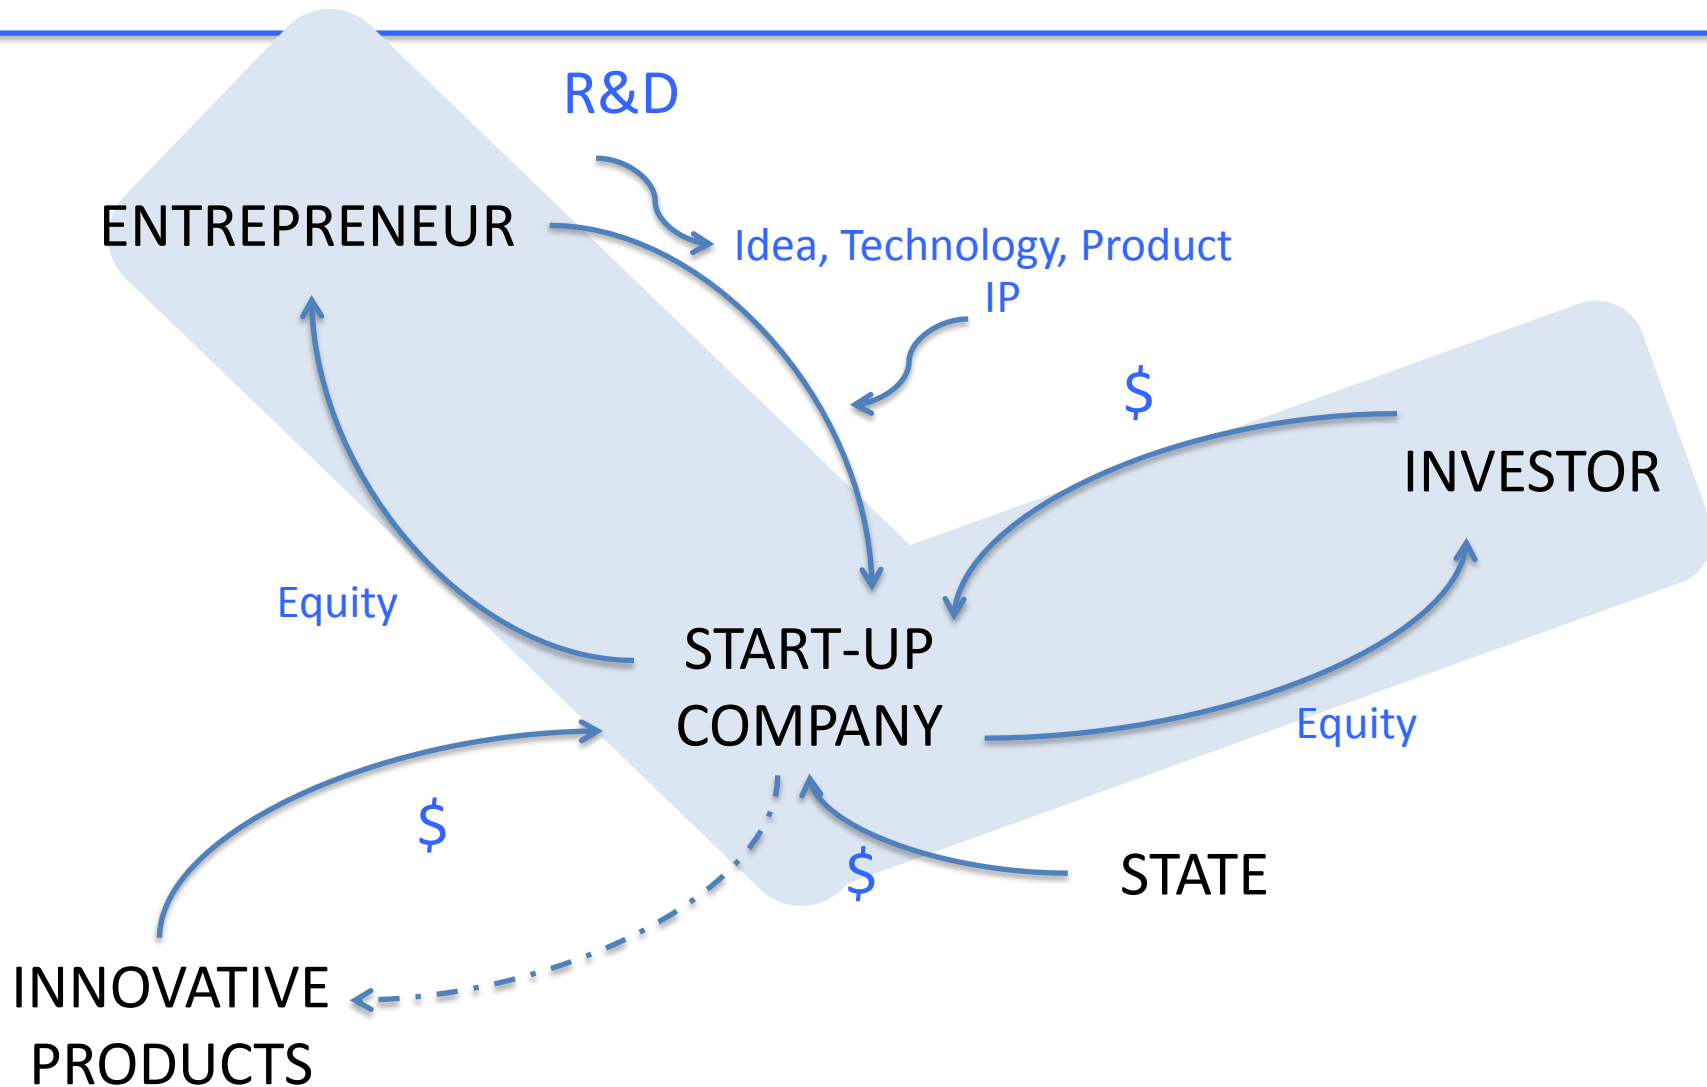 R&D
ENTREPRENEUR
Idea, Technology, Product
IP
$
INVESTOR
Equity
START-UP
COMPANY
Equity
$
$
STATE
INNOVATIVE
PRODUCTS